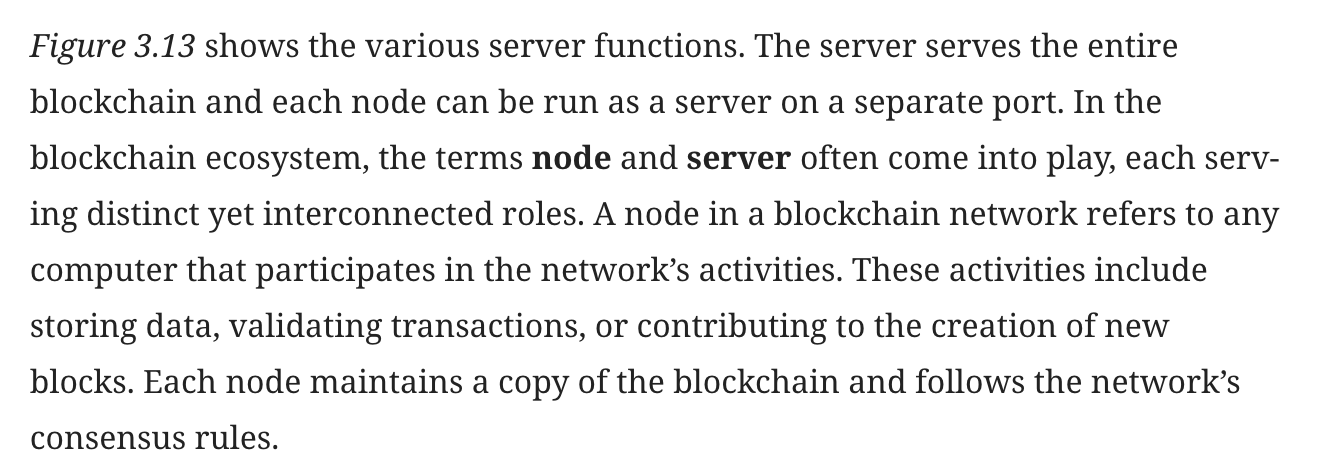 Figure 3.13 shows the various server functions. The server serves the entire
blockchain and each node can be run as a server on a separate port. In the
blockchain ecosystem, the terms node and server often come into play, each serv-
ing distinct yet interconnected roles. A node in a blockchain network refers to any
computer that participates in the network’s activities. These activities include
storing data, validating transactions, or contributing to the creation of new
blocks. Each node maintains a copy of the blockchain and follows the network’s
consensus rules.